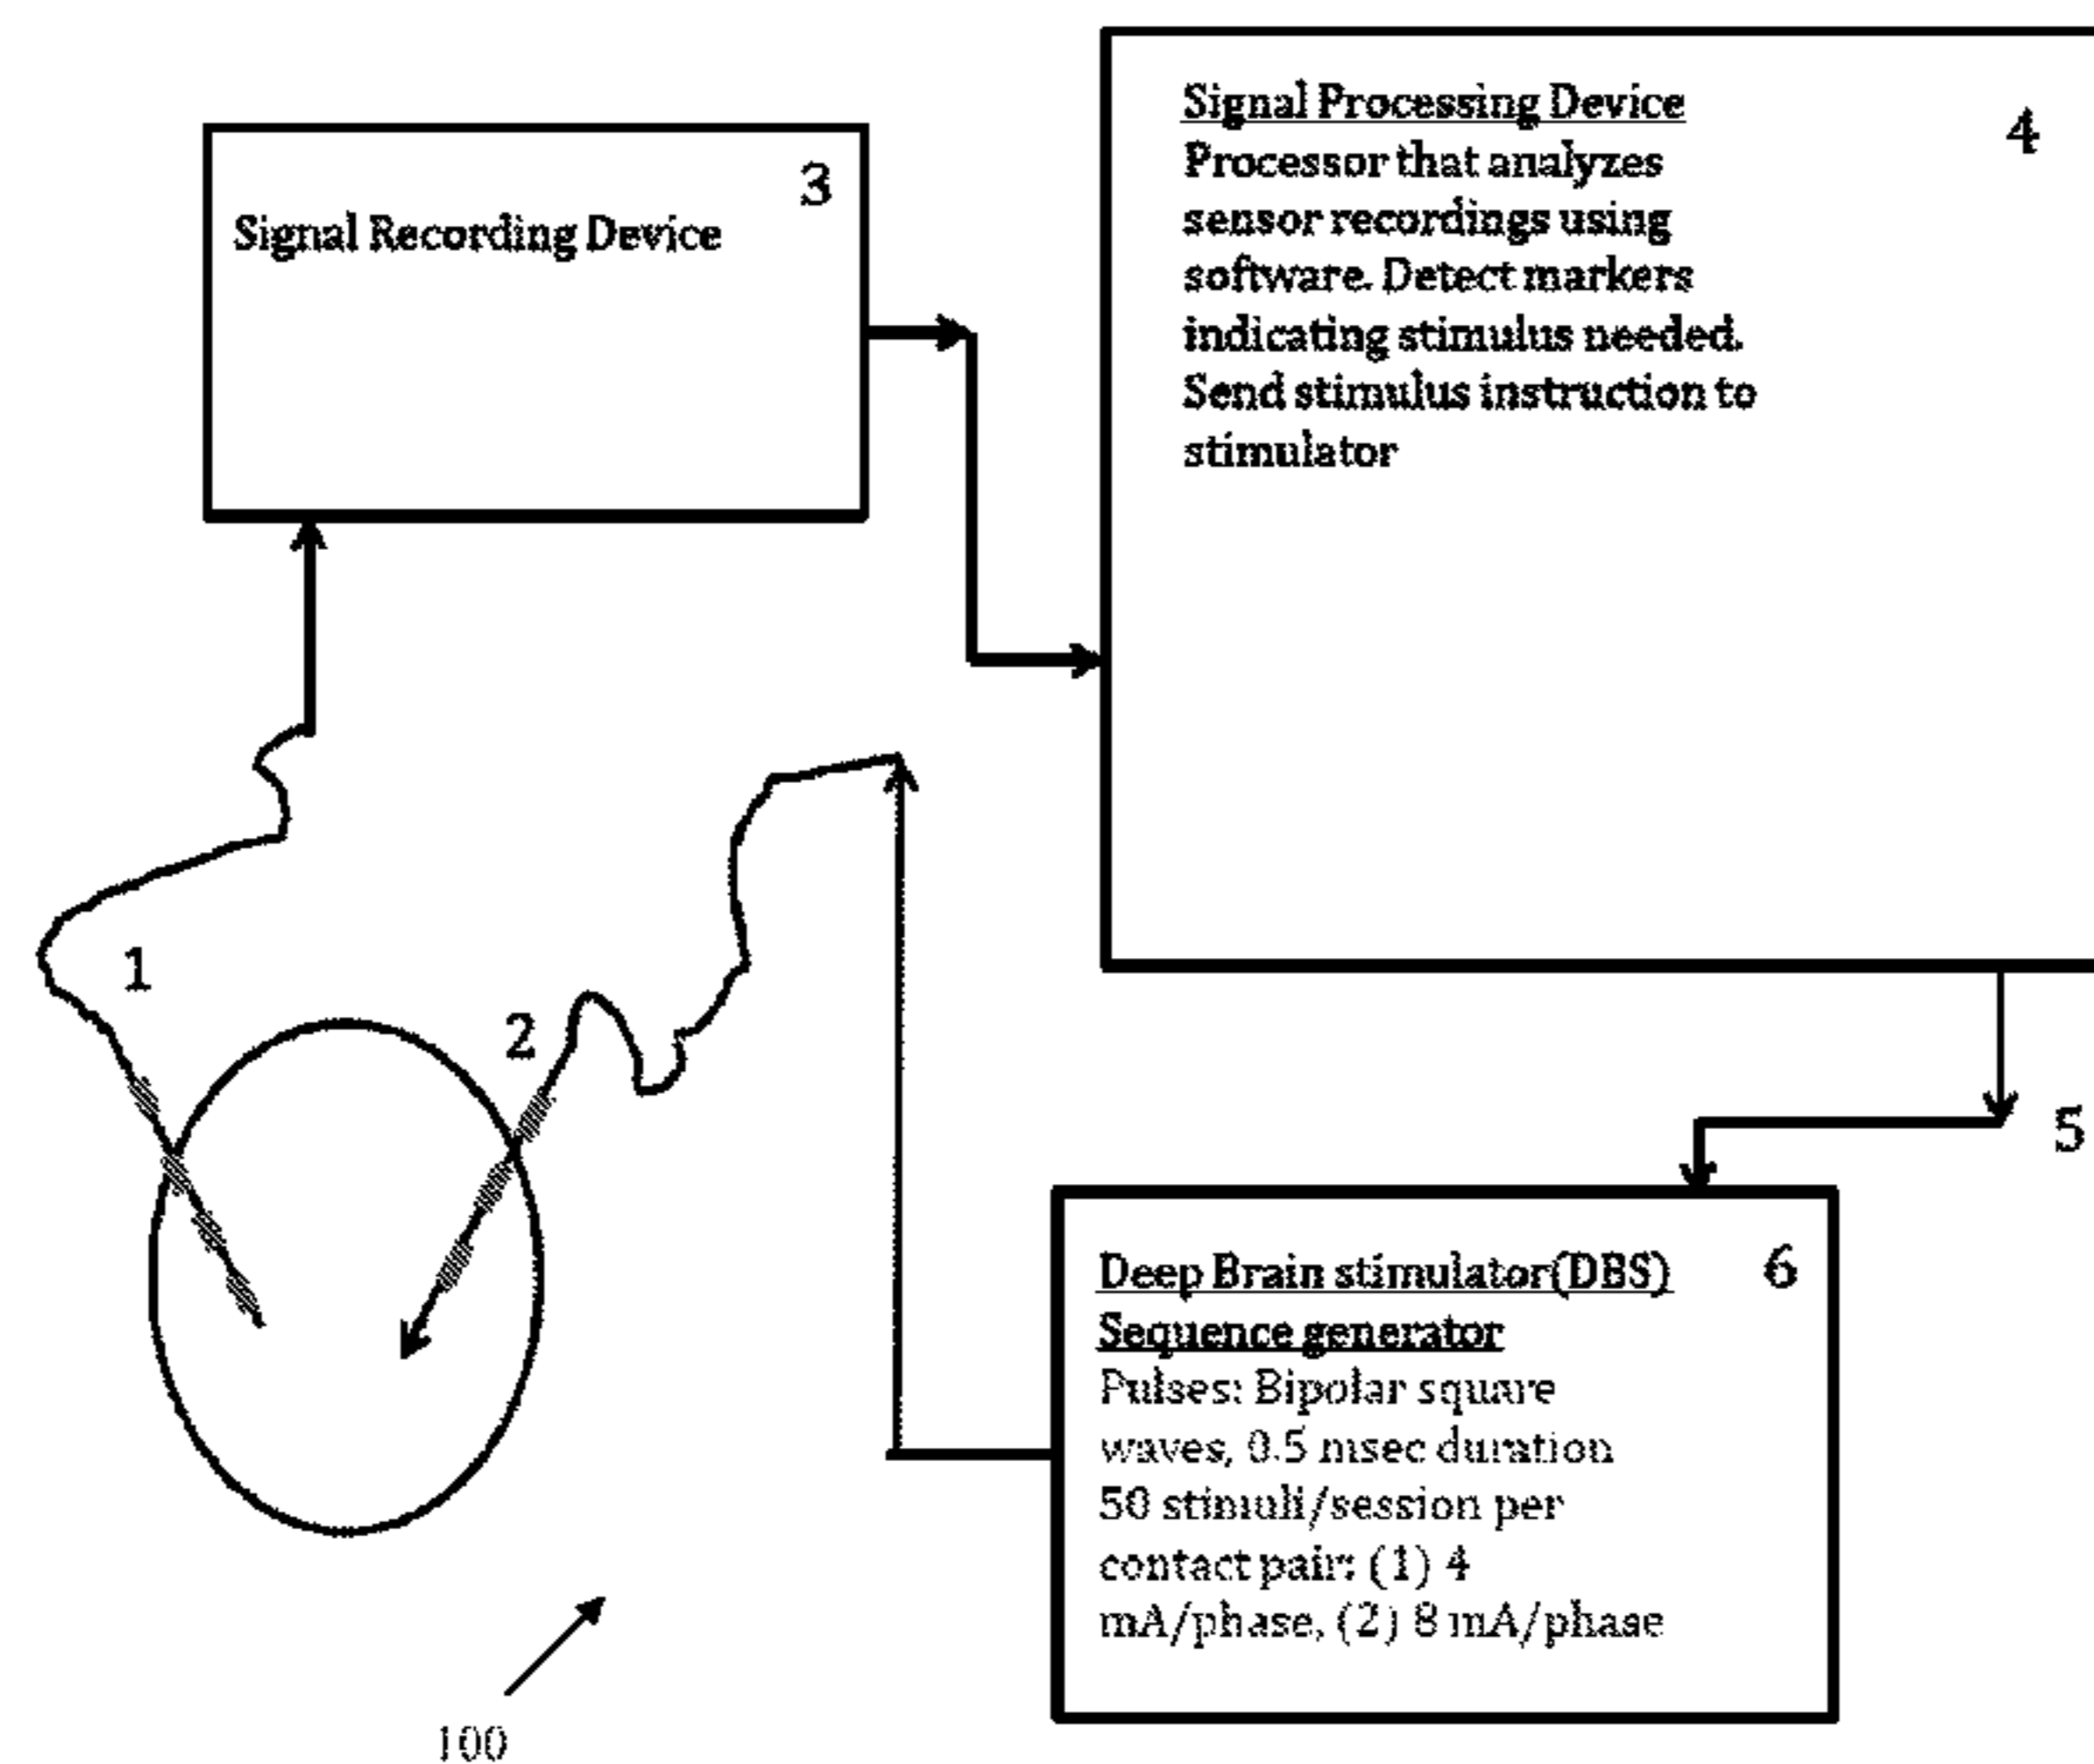 3
Signal Recording Device
4
Signal Processing Device
Processor that analyzes
sensor recordings using
software. Detect markers
indicating stimulus needed.
Send stimulus instruction to
stimulator
1
2
5
6
Deep Brain stimulator(DBS)
Sequence generator
Pulses: Bipolar square
waves, 0.5 msec duration
50 stimuli/session per
contact pair: (1) 4
mA/phase, (2) 8 mA/phase
100